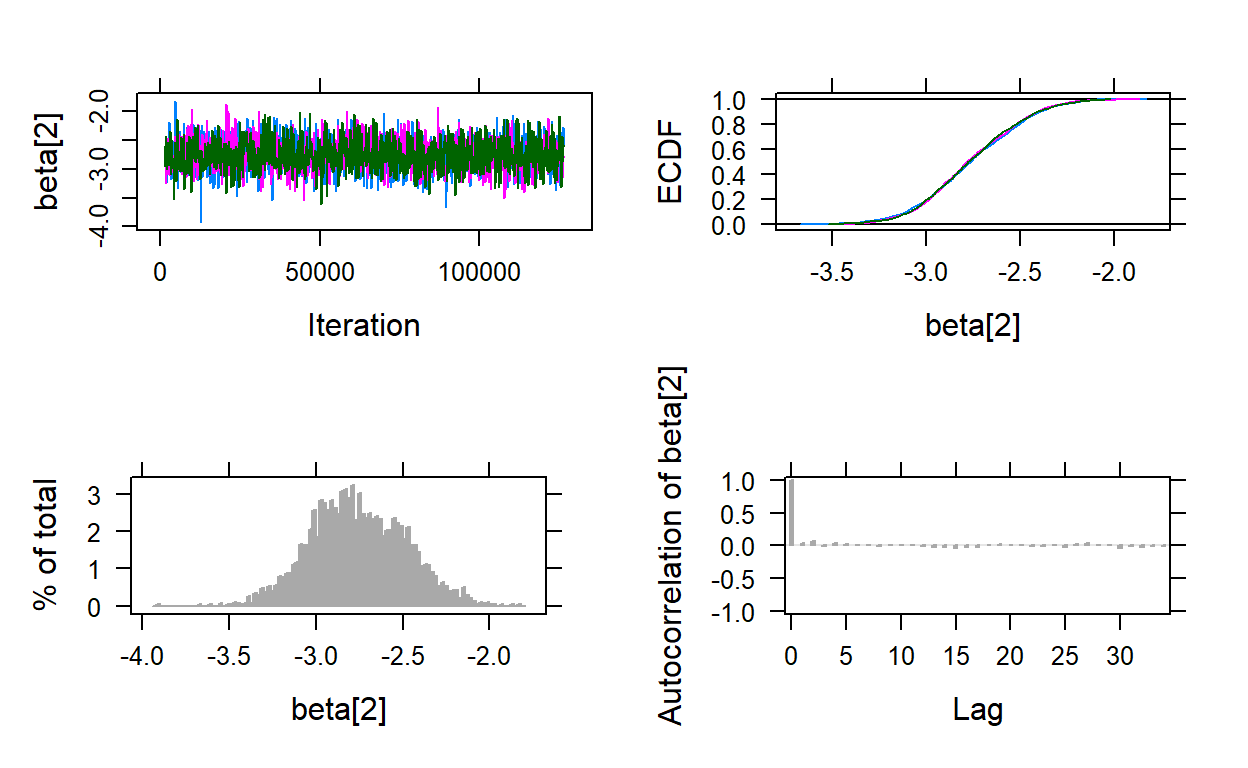 beta[2]
-2.0
-3.0
-4.0
0 50000 100000
Iteration
ECDF
1.0
0.8
0.6
0.4
0.2
0.0
-3.5 -3.0 -2.5 -2.0
beta[2]
% of total
3
2
1
0
-4.0 -3.5 -3.0 -2.5 -2.0
beta[2]
Autocorrelation of beta[2]
1.0
0.5
0.0
-0.5
-1.0
0 5 10 15 20 25 30
Lag